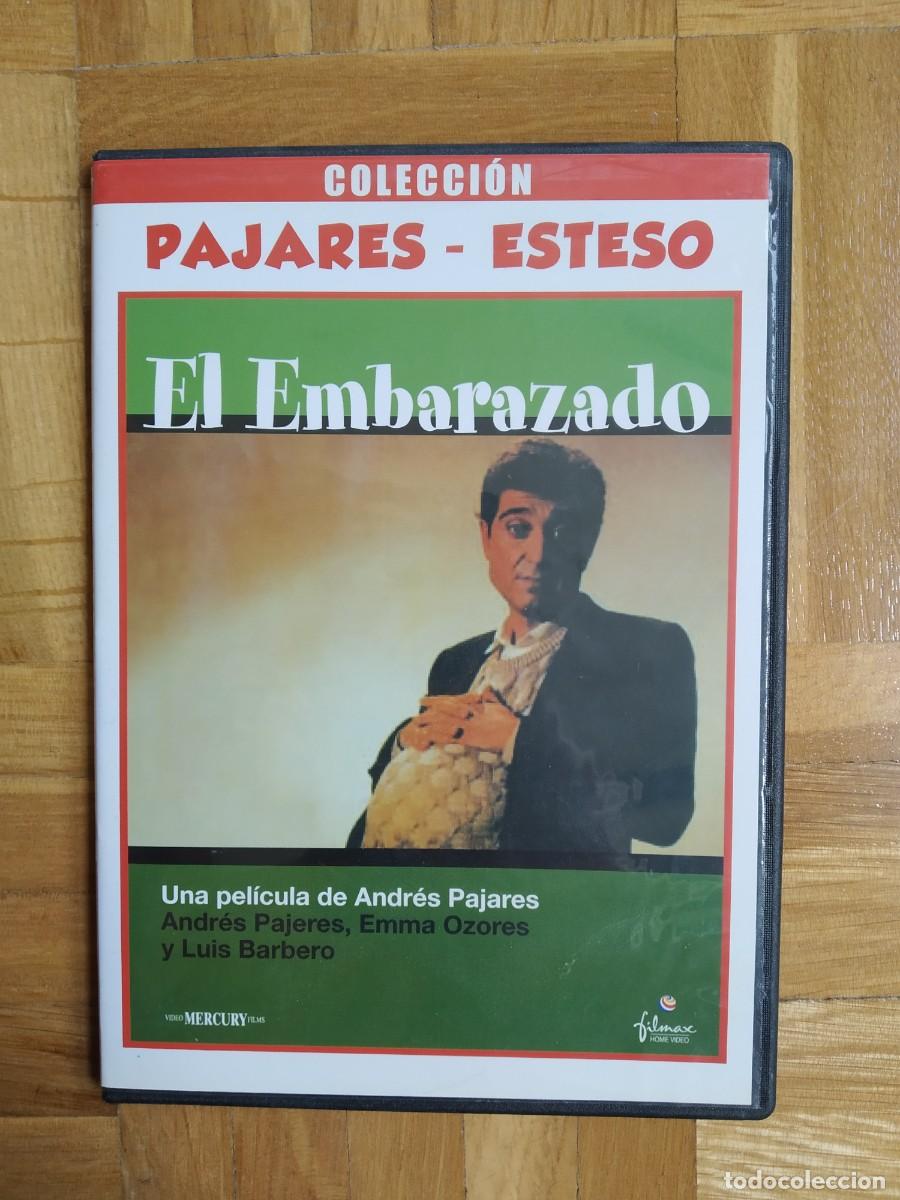 COLECCIÓN
PAJARES - ESTESO
El Embarazado
Una película de Andrés Pajares
Andrés Pajeres, Emma Ozores
y Luis Barbero
VIDEO MERCURY FILMS
filmax
HOME VIDEO
todocoleccion